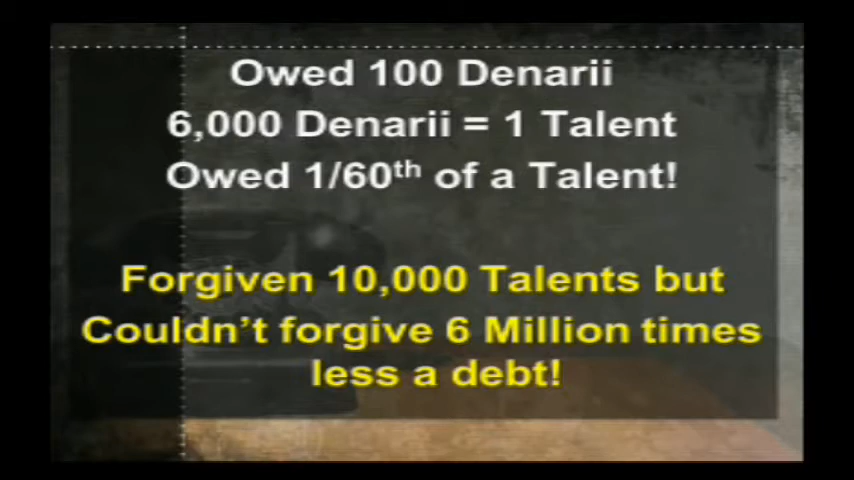 Owed 100 Denarii
6,000 Denarii = 1 Talent
Owed 1/60th of a Talent!
Forgiven 10,000 Talents but
Couldn't forgive 6 Million times
less a debt!